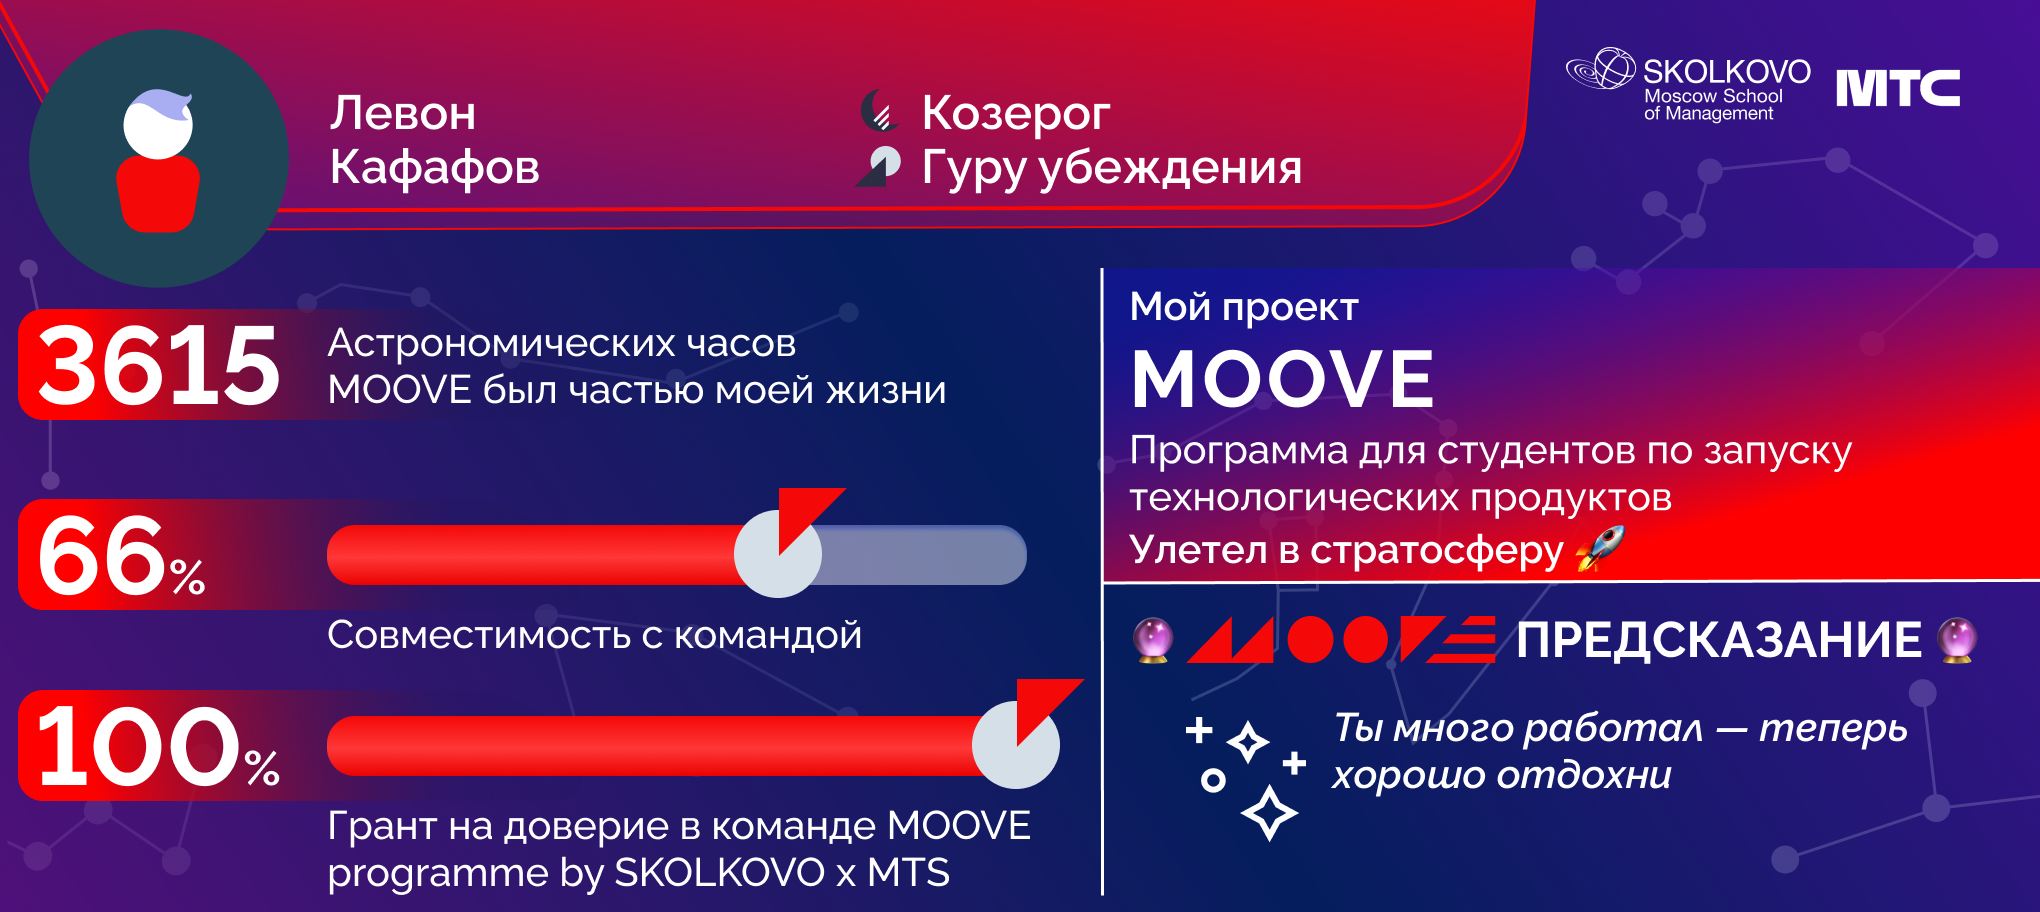 Левон
Кафафов
Козерог
Гуру убеждения
SKOLKOVO
Moscow School
of Management
МТС
3615
Астрономических часов
MOOVE был частью моей жизни
66%
Совместимость с командой
100%
Грант на доверие в команде MOOVE
programme by SKOLKOVO x MTS
Мой проект
MOOVE
Программа для студентов по запуску
технологических продуктов
Улетел в стратосферу
MOOVE ПРЕДСКАЗАНИЕ
Ты много работал — теперь
хорошо отдохни